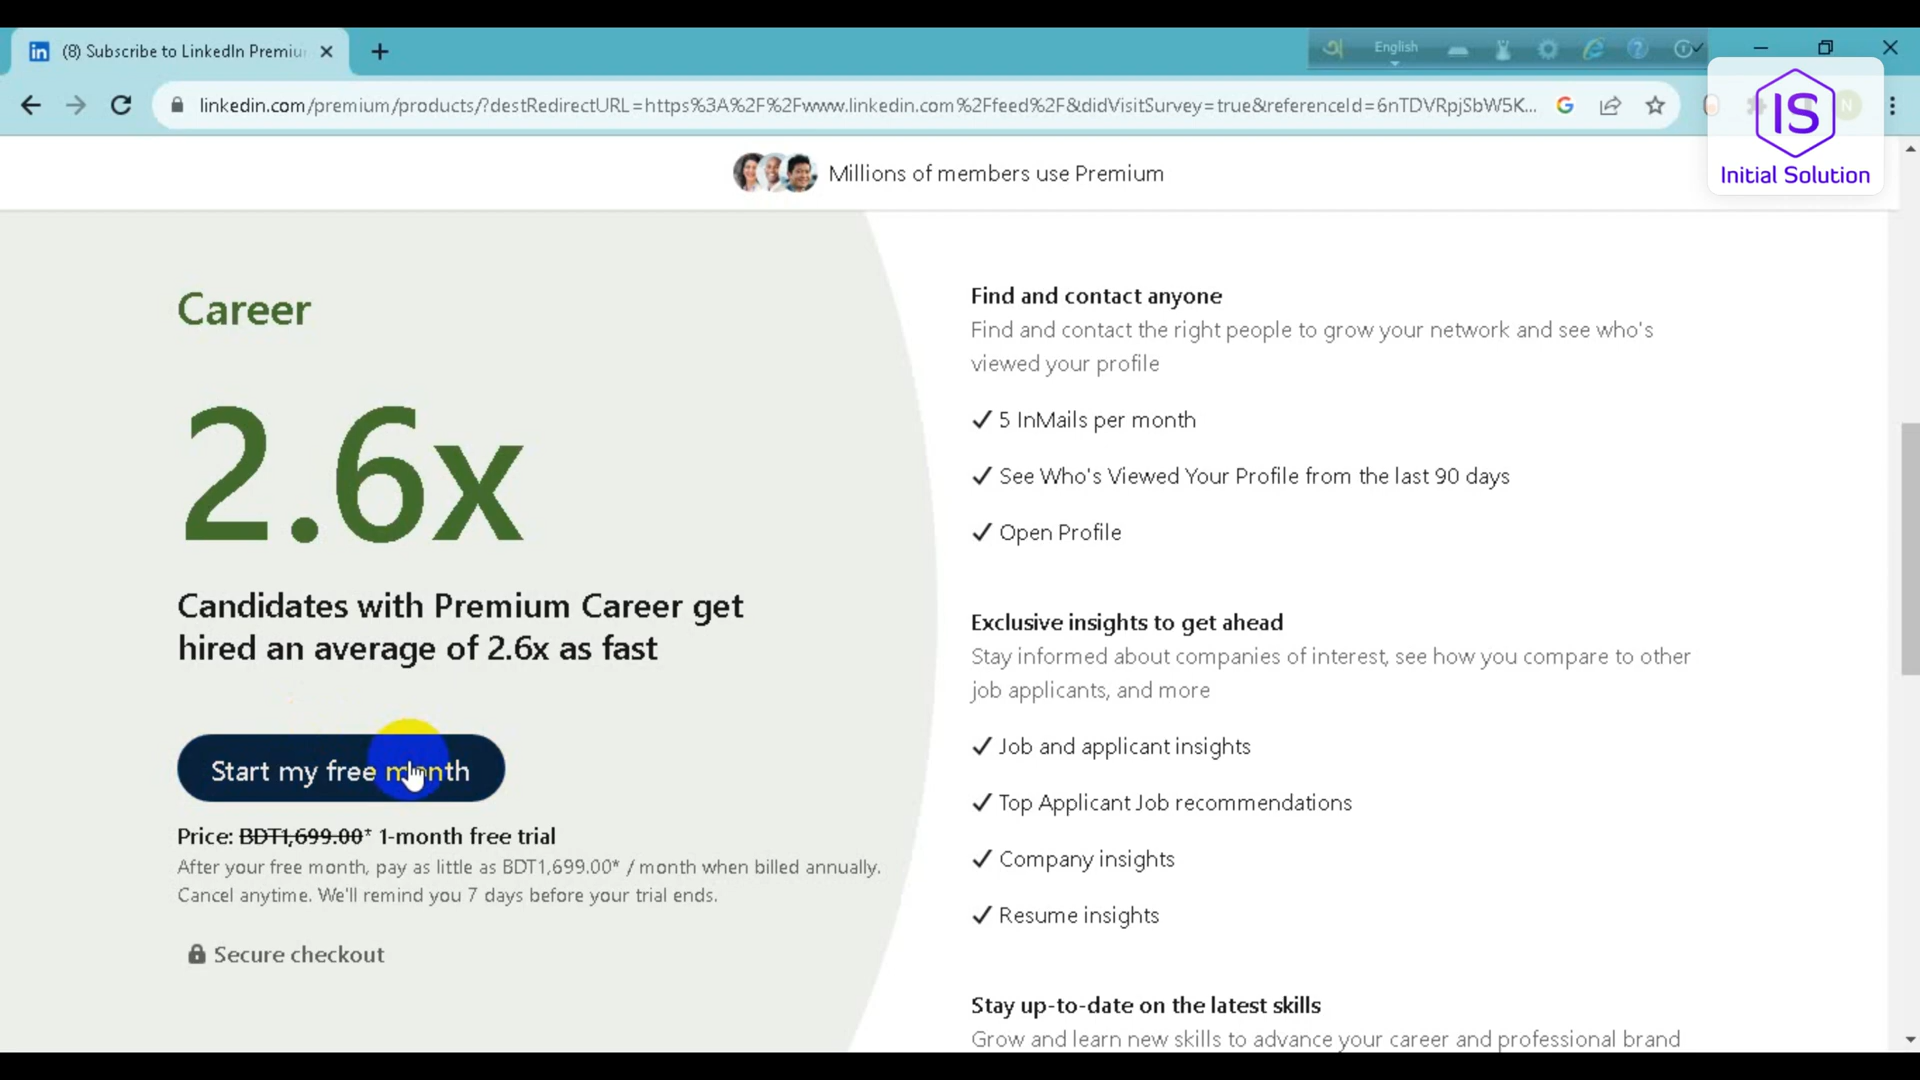 (8) Subscribe to LinkedIn Premiu
English
linkedin.com/premium/products/?destRedirectURL=https%3A%2F%2Fwww.linkedin.com%2Ffeed%2F&didVisitSurvey=true&referenceId=6nTDVRpjSbW5K...
IS
Initial Solution
Millions of members use Premium
Career
2.6x
Candidates with Premium Career get
hired an average of 2.6x as fast
Start my free month
Price: BDT1,699.00* 1-month free trial
After your free month, pay as little as BDT1,699.00* / month when billed annually.
Cancel anytime. We'll remind you 7 days before your trial ends.
Secure checkout
Find and contact anyone
Find and contact the right people to grow your network and see who's
viewed your profile
✓ 5 InMails per month
✓ See Who's Viewed Your Profile from the last 90 days
✓ Open Profile
Exclusive insights to get ahead
Stay informed about companies of interest, see how you compare to other
job applicants, and more
✓ Job and applicant insights
✓ Top Applicant Job recommendations
✓ Company insights
✓ Resume insights
Stay up-to-date on the latest skills
Grow and learn new skills to advance your career and professional brand